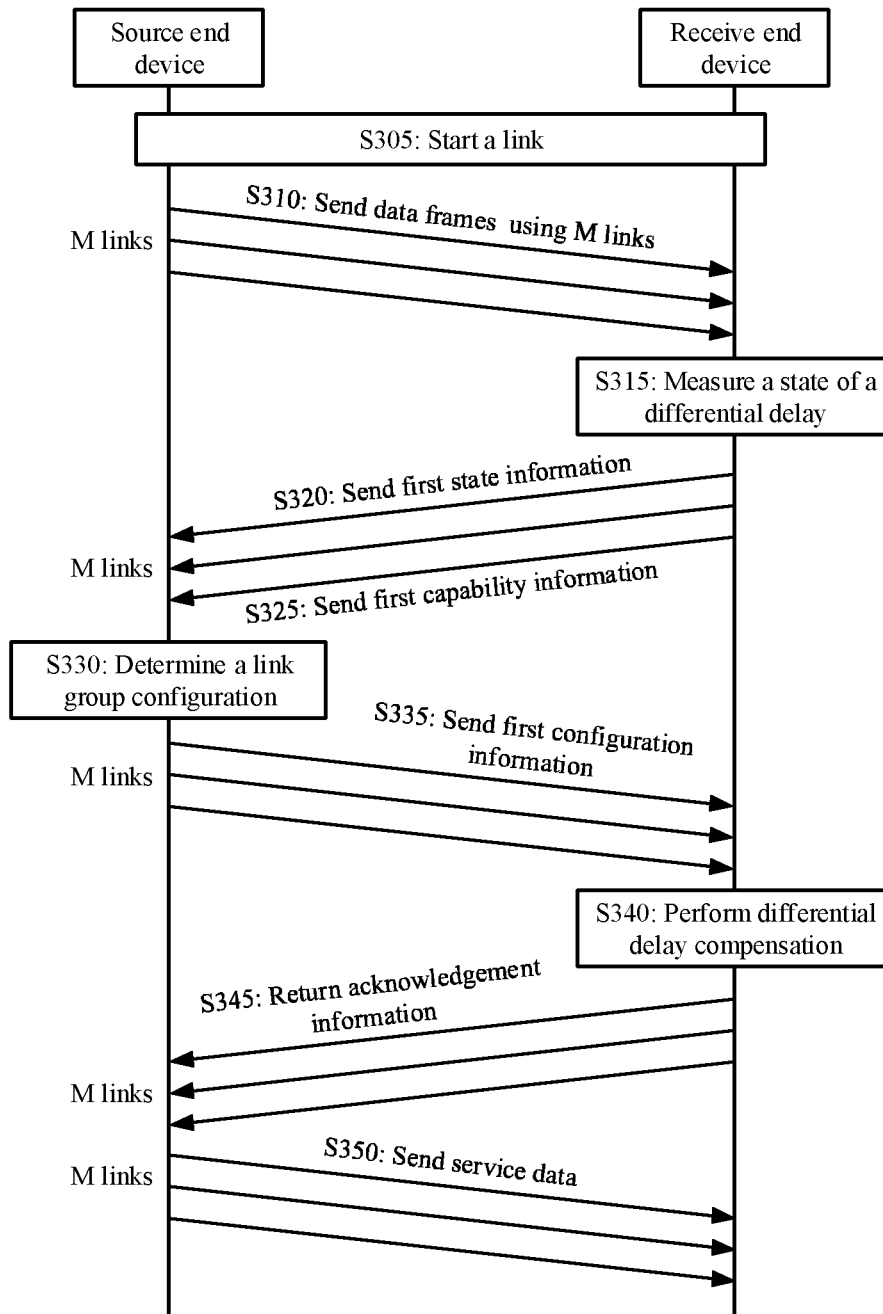 Source end
device
Receive end
device
S305: Start a link
S310: Send data frames using M links
M links
S315: Measure a state of a
differential delay
S320: Send first state information
M links
S325: Send first capability information
S330: Determine a link
group configuration
S335: Send first configuration
information
M links
S340: Perform differential
delay compensation
S345: Return acknowledgement
information
M links
S350: Send service data
M links